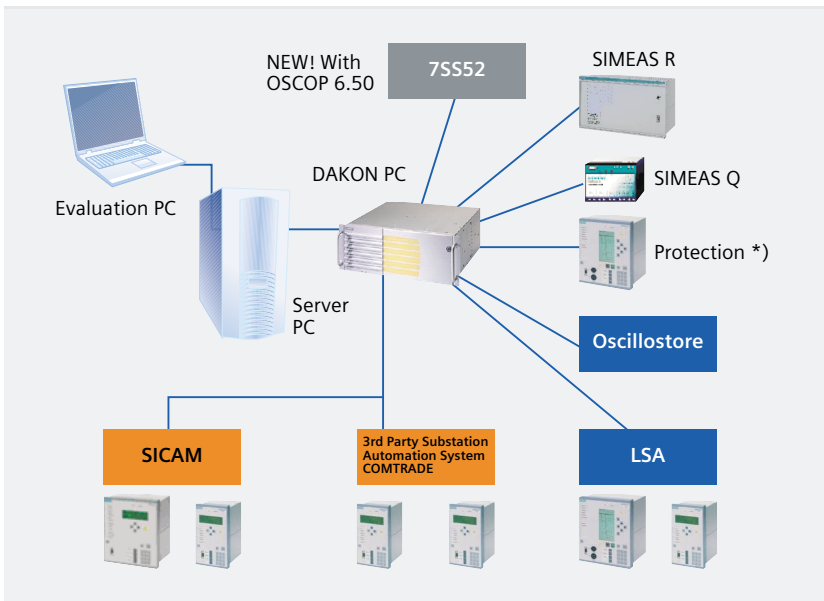 NEW! With
OSCOP 6.50
7SS52
SIMEAS R
DAKON PC
SIMEAS Q
Evaluation PC
Protection *)
Server
PC
Oscillostore
SICAM
3rd Party Substation
Automation System
COMTRADE
LSA